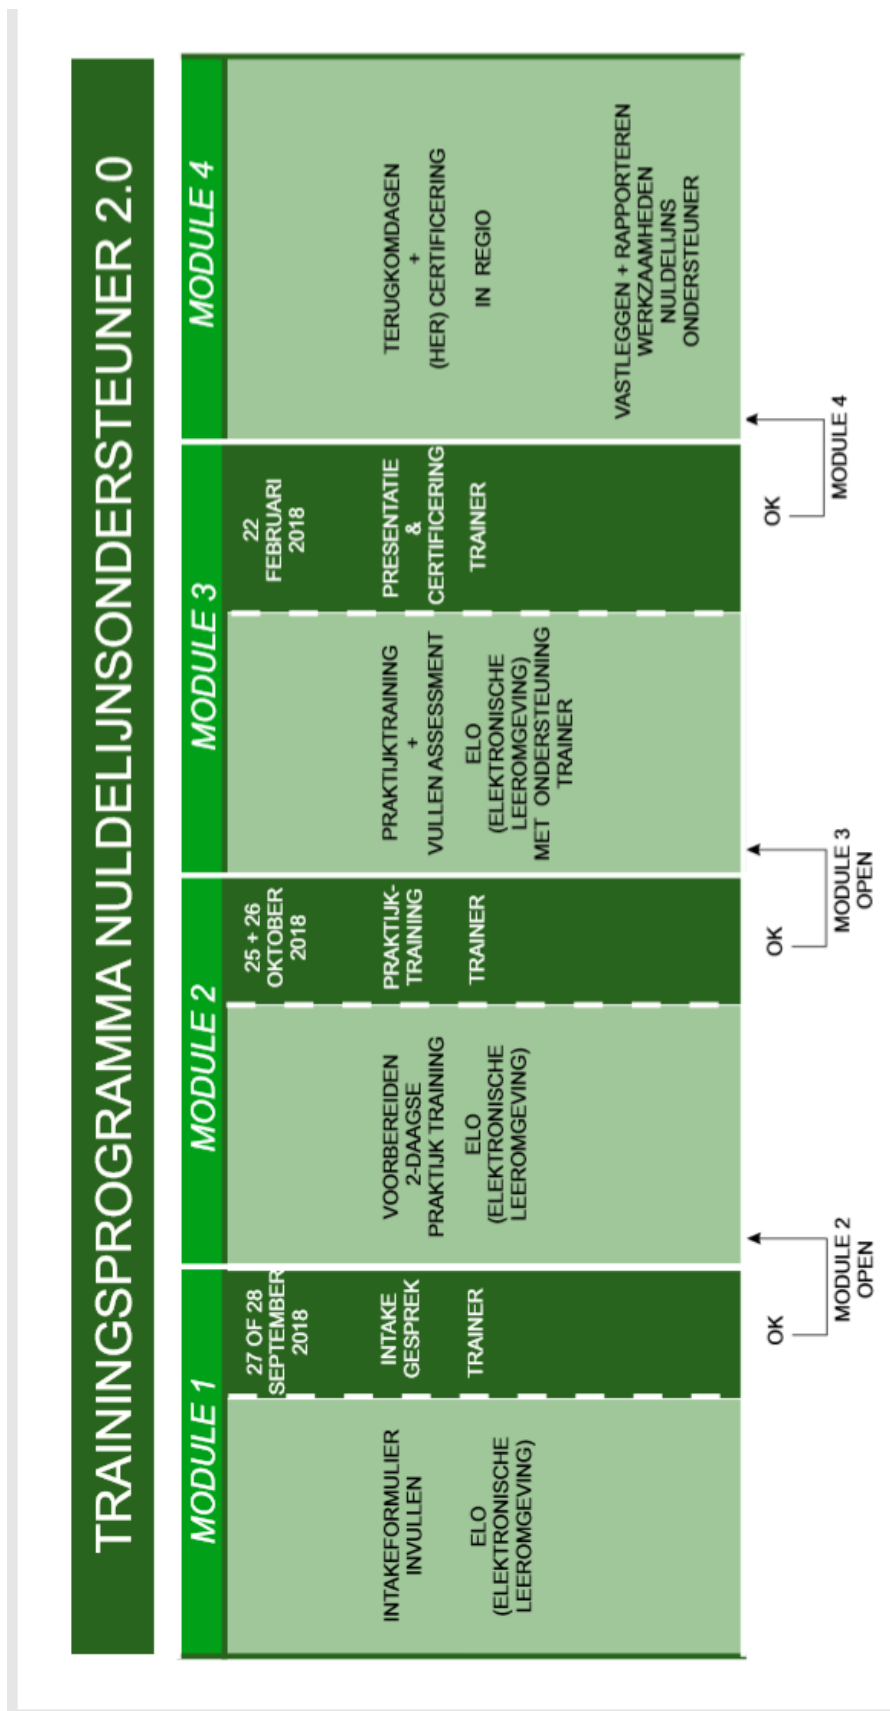 TRAININGSPROGRAMMA NULDELIJNSONDERSTEUNER 2.0
MODULE 1
27 OF 28
SEPTEMBER
2018
INTAKEFORMULIER
INVULLEN
ELO
(ELEKTRONISCHE
LEEROMGEVING)
INTAKE
GESPREK
TRAINER
OK
MODULE 2
OPEN
MODULE 2
25 + 26
OKTOBER
2018
VOORBEREIDEN
2-DAAGSE
PRAKTIJK TRAINING
ELO
(ELEKTRONISCHE
LEEROMGEVING)
PRAKTIJK-
TRAINING
TRAINER
OK
MODULE 3
OPEN
MODULE 3
22
FEBRUARI
2018
PRAKTIJKTRAINING
+
VULLEN ASSESSMENT
ELO
(ELEKTRONISCHE
LEEROMGEVING)
MET ONDERSTEUNING
TRAINER
PRESENTATIE
&
CERTIFICERING
TRAINER
OK
MODULE 4
MODULE 4
TERUGKOMDAGEN
+
(HER) CERTIFICERING
IN REGIO
VASTLEGGEN + RAPPORTEREN
WERKZAAMHEDEN
NULDELIJNS
ONDERSTEUNER